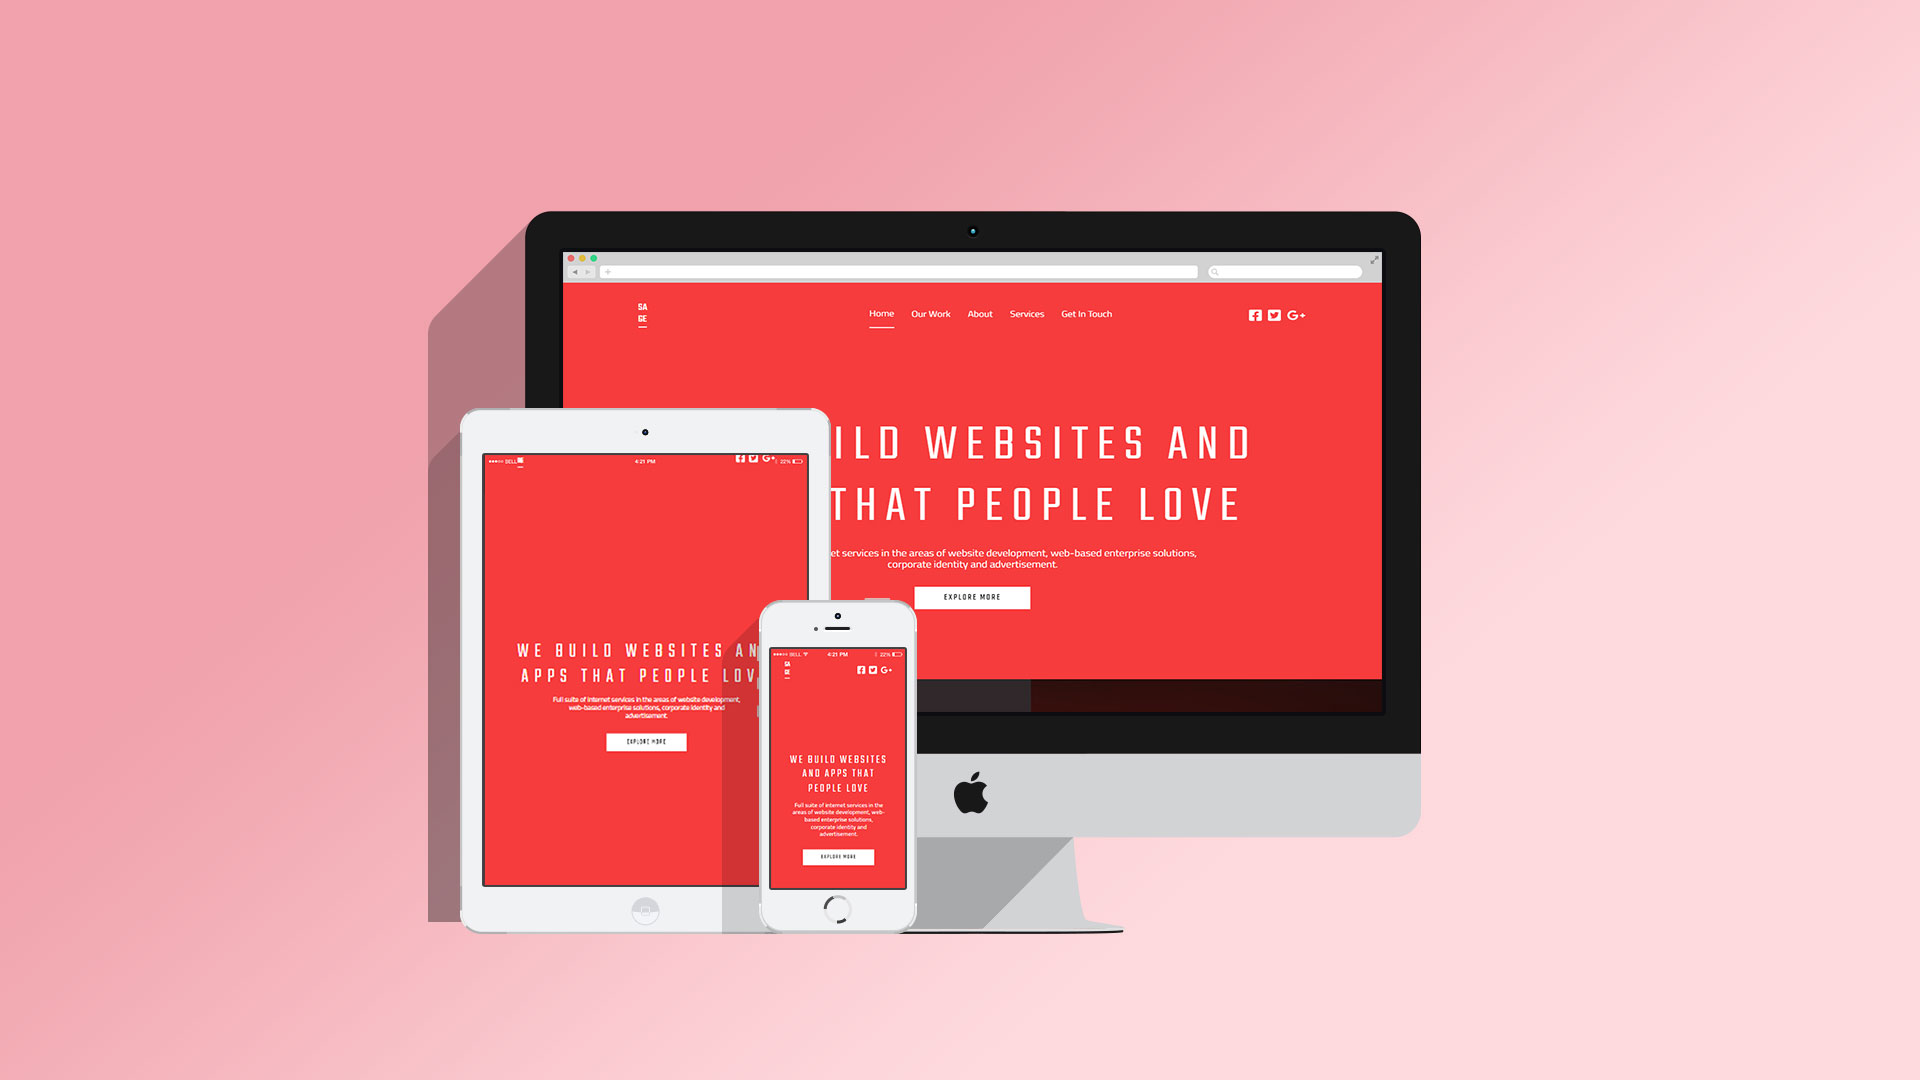 SA
GE
Home Our Work About Services Get In Touch
ILD WEBSITES AND
THAT PEOPLE LOVE
et services in the areas of website development, web-based enterprise solutions,
corporate identity and advertisement.
EXPLORE MORE
BELL 4:21 PM 22%
WE BUILD WEBSITES AN
APPS THAT PEOPLE LOV
Full suite of internet services in the areas of website development,
web-based enterprise solutions, corporate identity and
advertisement.
EXPLORE MORE
BELL 4:21 PM 22%
SA
GE
WE BUILD WEBSITES
AND APPS THAT
PEOPLE LOVE
Full suite of internet services in the
areas of website development, web-
based enterprise solutions,
corporate identity and
advertisement.
EXPLORE MORE